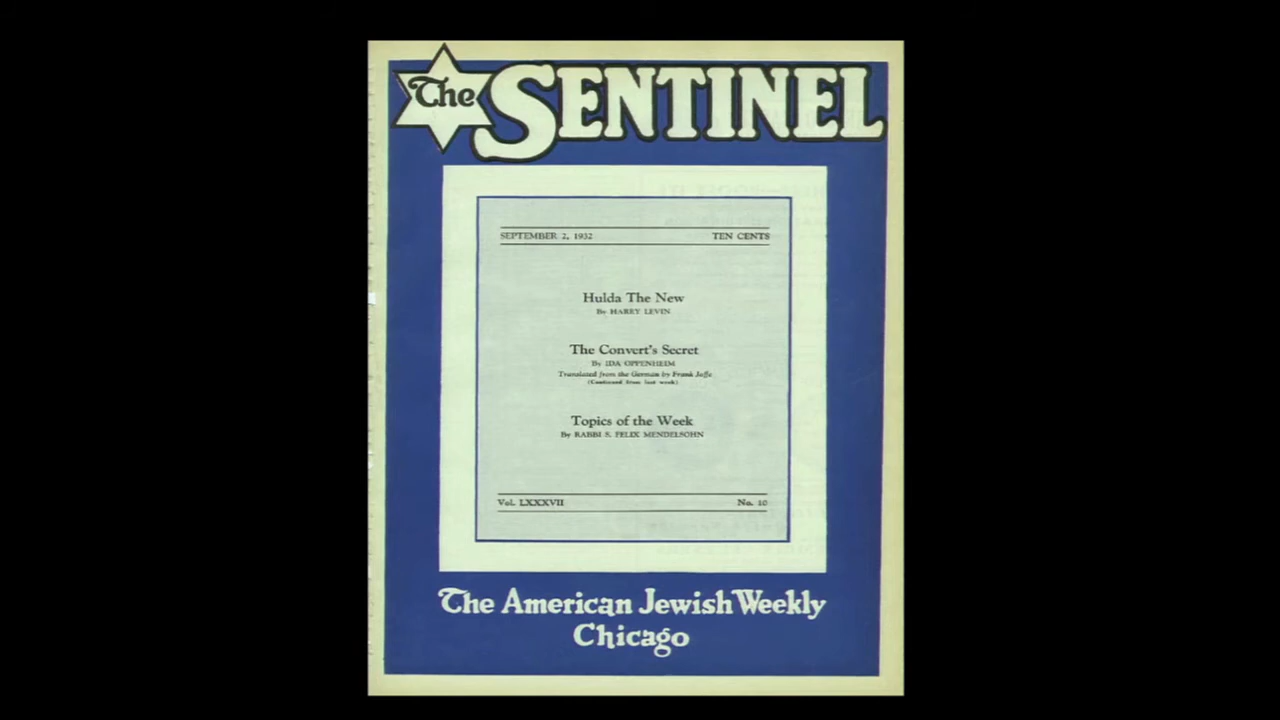 The SENTINEL
SEPTEMBER 2, 1932 TEN CENTS
Hulda The New
By HARRY LEVIN
The Convert's Secret
By IDA OPPENHEIM
Translated from the German by Frank Jaffe
(Continued from last week)
Topics of the Week
By RABBI S. FELIX MENDELSOHN
Vol. LXXXVII No. 10
The American Jewish Weekly
Chicago